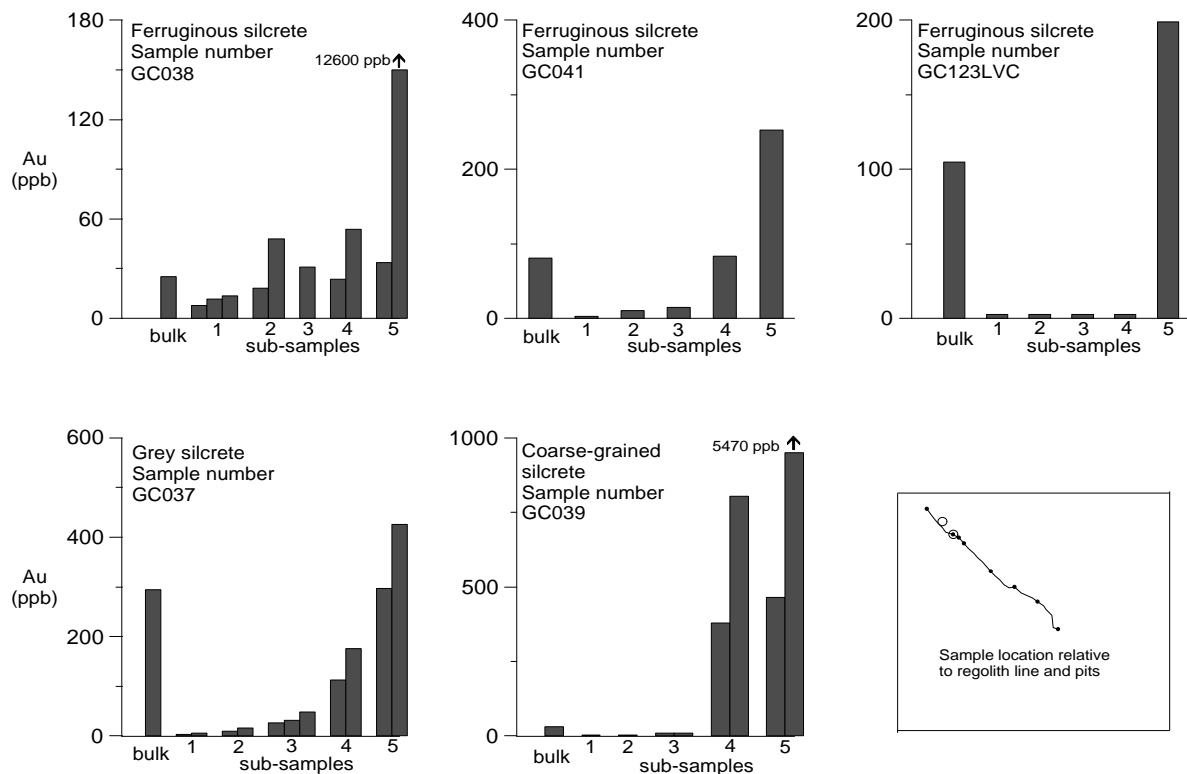 180
120
60
0
Au
(ppb)
Ferruginous silcrete
Sample number
GC038
12600 ppb
bulk
1
2
3
4
5
sub-samples
400
200
0
Ferruginous silcrete
Sample number
GC041
bulk
1
2
3
4
5
sub-samples
200
100
0
Ferruginous silcrete
Sample number
GC123LVC
bulk
1
2
3
4
5
sub-samples
600
400
200
0
Au
(ppb)
Grey silcrete
Sample number
GC037
bulk
1
2
3
4
5
sub-samples
1000
500
0
Coarse-grained
silcrete
Sample number
GC039
5470 ppb
bulk
1
2
3
4
5
sub-samples
Sample location relative
to regolith line and pits